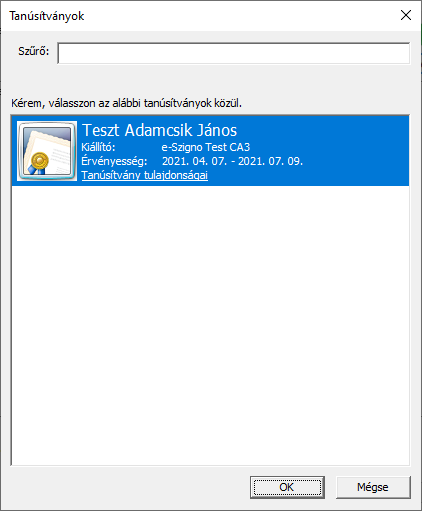 Tanúsítványok
Szűrő:
Kérem, válasszon az alábbi tanúsítványok közül.
Teszt Adamcsik János
Kiállító: e-Szigno Test CA3
Érvényesség: 2021. 04. 07. - 2021. 07. 09.
Tanúsítvány tulajdonságai
OK Mégse